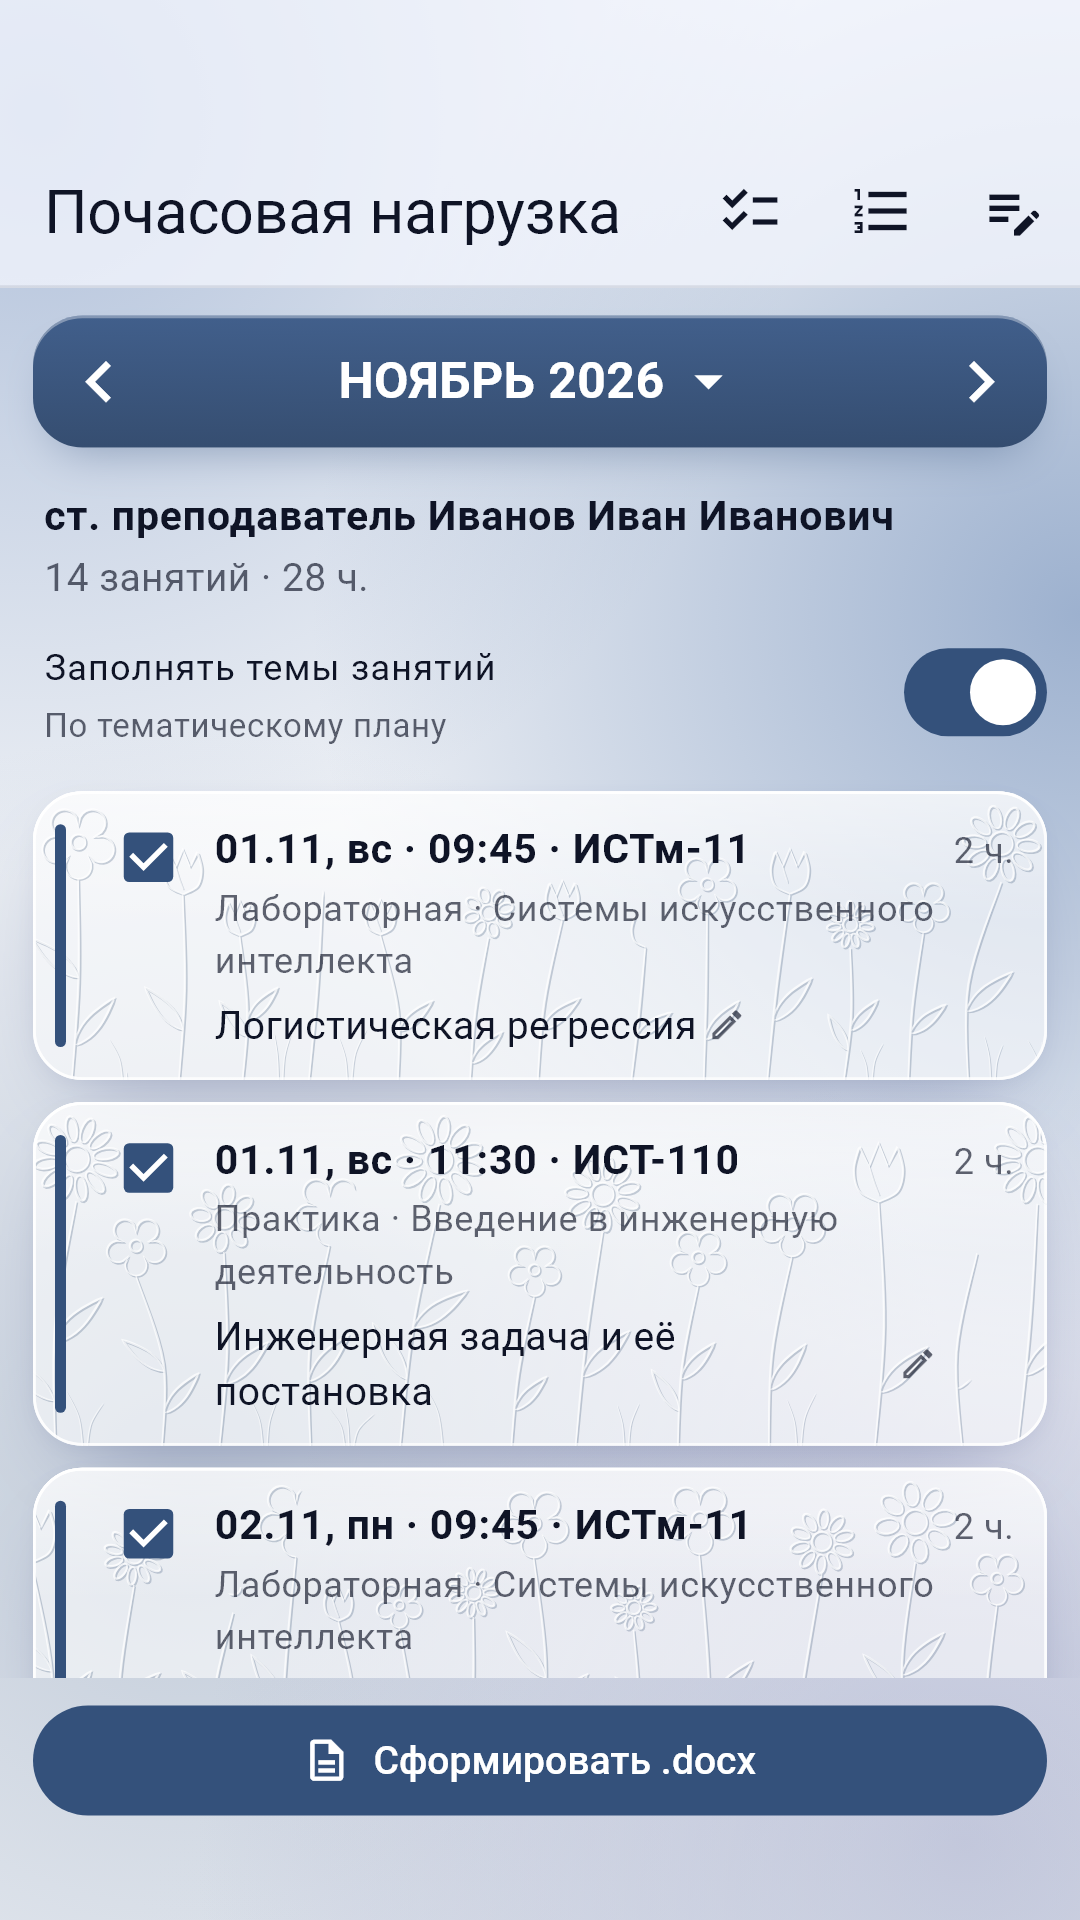 Почасовая нагрузка
НОЯБРЬ 2026
ст. преподаватель Иванов Иван Иванович
14 занятий · 28 ч.
Заполнять темы занятий
По тематическому плану
01.11, вс · 09:45 · ИСТм-11 2 ч.
Лабораторная · Системы искусственного
интеллекта
Логистическая регрессия
01.11, вс · 11:30 · ИСТ-110 2 ч.
Практика · Введение в инженерную
деятельность
Инженерная задача и её
постановка
02.11, пн · 09:45 · ИСТм-11 2 ч.
Лабораторная · Системы искусственного
интеллекта
Сформировать .docx